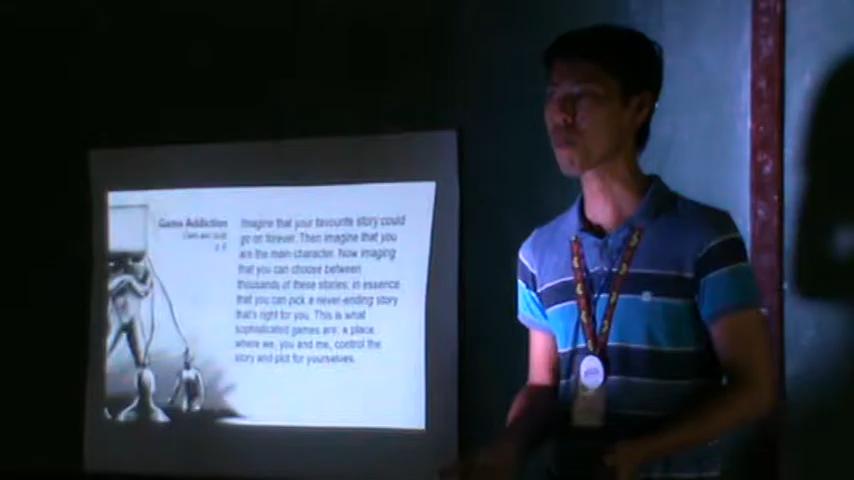 Game Addiction
Imagine that your favourite story could
go on forever. Then imagine that you
are the main character. Now imaging
that you can choose between
thousands of these stories; in essence
that you can pick a never-ending story
that's right for you. This is what
sophisticated games are; a place
where we, you and me, control the
story and plot for yourselves.